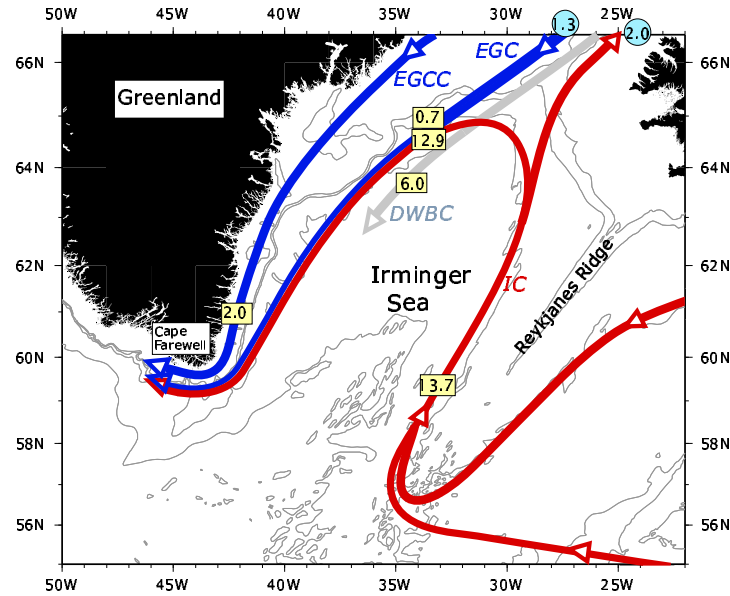 50W 45W 40W 35W 30W 25W
1.3
2.0
66N 66N
EGC
EGCC
Greenland
0.7
12.9
64N 64N
6.0
DWBC
62N 62N
Irminger
Sea
IC
Reykjanes Ridge
2.0
Cape
Farewell
60N 60N
13.7
58N 58N
56N 56N
50W 45W 40W 35W 30W 25W